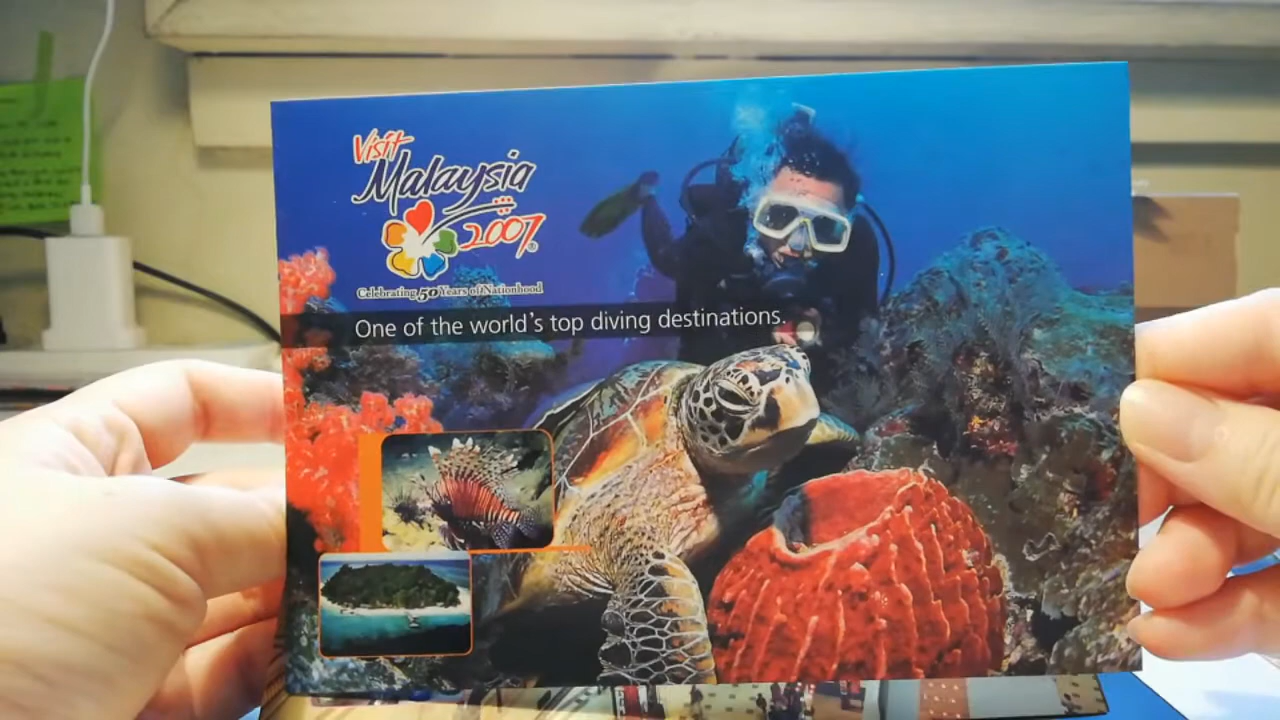 Visit
Malaysia
2007
Celebrating 50 Years of Nationhood
One of the world's top diving destinations.